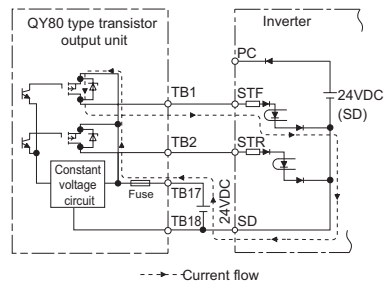 QY80 type transistor
output unit
Inverter
PC
TB1
STF
24VDC
(SD)
TB2
STR
Constant
voltage
circuit
Fuse
TB17
24VDC
TB18
SD
Current flow